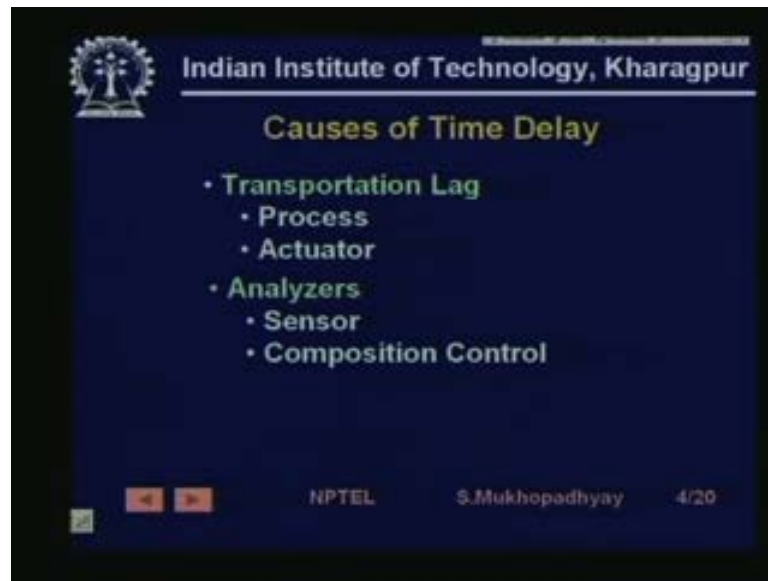 Indian Institute of Technology, Kharagpur
Causes of Time Delay
• Transportation Lag
• Process
• Actuator
• Analyzers
• Sensor
• Composition Control
NPTEL S.Mukhopadhyay 4/20